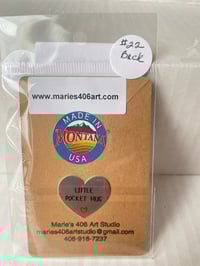 #22
Back
www.maries406art.com
MADE IN
MONTANA
USA
LITTLE
POCKET HUG
Marie's 406 Art Studio
maries406artstudio@gmail.com
406-916-7237